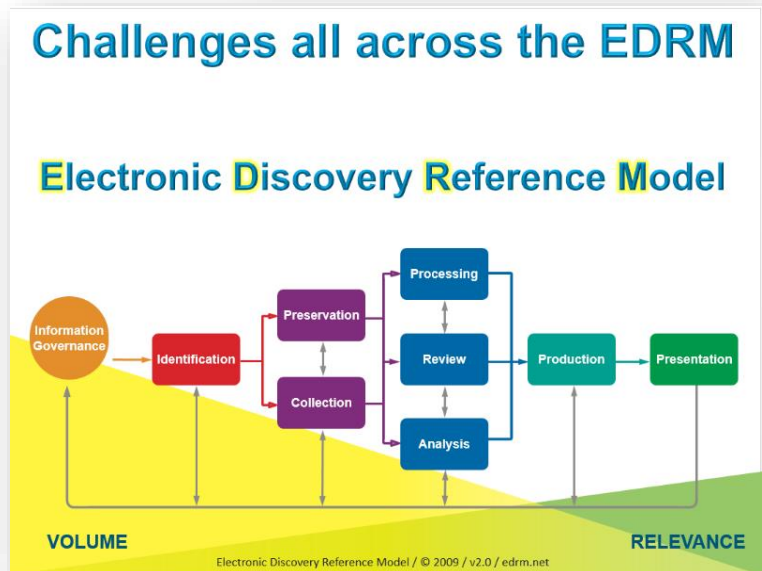 Challenges all across the EDRM
Electronic Discovery Reference Model
Information
Governance
Identification
Preservation
Collection
Processing
Review
Analysis
Production
Presentation
VOLUME
RELEVANCE
Electronic Discovery Reference Model / © 2009 / v2.0 / edrm.net